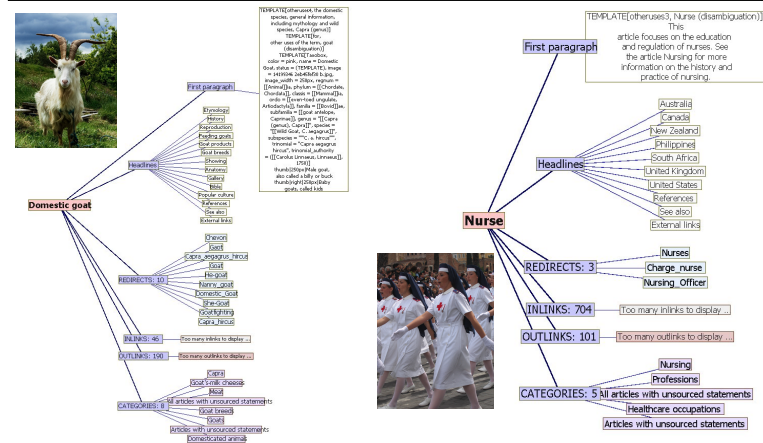 TEMPLATE[otheruses4, the domestic
species, general information,
including mythology and wild
species, Capra (genus)]
TEMPLATE[for,
other uses of the term, goat
(disambiguation)]
TEMPLATE[Taxobox,
color = pink, name = Domestic
Goat, status = (TEMPLATE), image
image_width = 250px, regnum =
[[Animal]]ia, phylum = [[Chordate,
Chordata]], classis = [[Mammal]]ia,
ordo = [[even-toed ungulate,
Artiodactyla]], familia = [[Bovid]]ae,
subfamilia = [[goat antelope,
Caprinae]], genus = "[[Capra
(genus), Capra]]", species =
"[[Wild Goat, C. aegagrus]]",
subspecies = """C. a. hircus""",
trinomial = "Capra aegagrus
hircus", trinomial_authority
= ([[Carolus Linnaeus, Linnaeus]],
1758)]
thumb|250px|Male goat,
also called a billy or buck
thumb|right|250px|Baby
goats, called kids
First paragraph
Etymology
History
Reproduction
Feeding goats
Goat products
Goat breeds
Showing
Anatomy
Gallery
Bible
Popular culture
References
See also
External links
Headlines
Domestic goat
Chevon
Gaot
Capra_aegagrus_hircus
Goat
He-goat
Nanny_goat
Domestic_Goat
She-Goat
Goatfighting
Capra_hircus
REDIRECTS: 10
INLINKS: 46
Too many inlinks to display ...
OUTLINKS: 190
Too many outlinks to display ...
Capra
Goat's-milk cheeses
Meat
All articles with unsourced statements
Goat breeds
Goats
Articles with unsourced statements
Domesticated animals
CATEGORIES: 8
TEMPLATE[otheruses3, Nurse (disambiguation)]
This
article focuses on the education
and regulation of nurses. See
the article Nursing for more
information on the history and
practice of nursing.
First paragraph
Australia
Canada
New Zealand
Philippines
South Africa
United Kingdom
United States
References
See also
External links
Headlines
Nurse
Nurses
Charge_nurse
Nursing_Officer
REDIRECTS: 3
INLINKS: 704
Too many inlinks to display ...
OUTLINKS: 101
Too many outlinks to display ...
Nursing
Professions
All articles with unsourced statements
Healthcare occupations
Articles with unsourced statements
CATEGORIES: 5